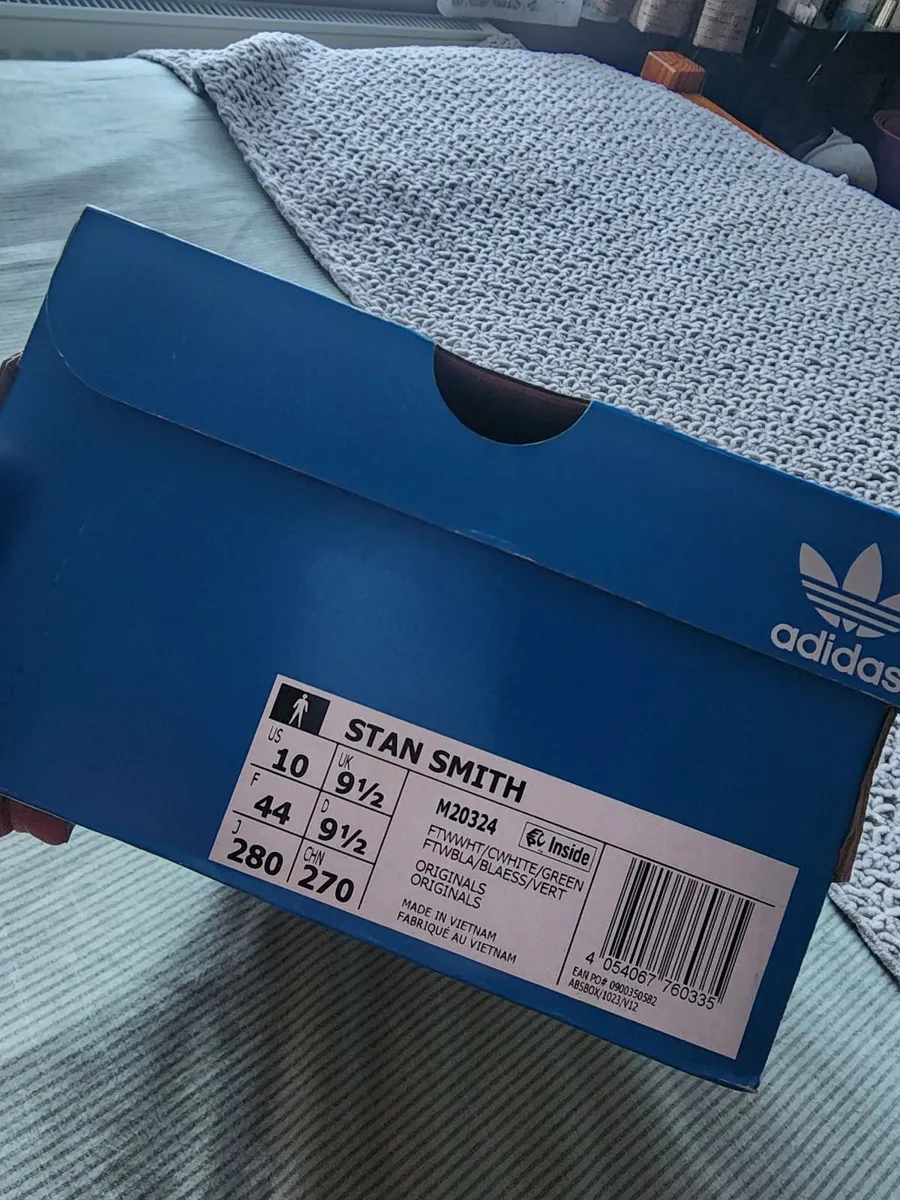 adidas
STAN SMITH
US
10
UK
9½
F
44
D
9½
J
280
CHN
270
M20324
Inside
FTWWHT/CWHITE/GREEN
FTWBLA/BLAESS/VERT
ORIGINALS
ORIGINALS
MADE IN VIETNAM
FABRIQUÉ AU VIETNAM
4 054067 760335
EAN PO# 0900350582
ABSBOX/1023/V12